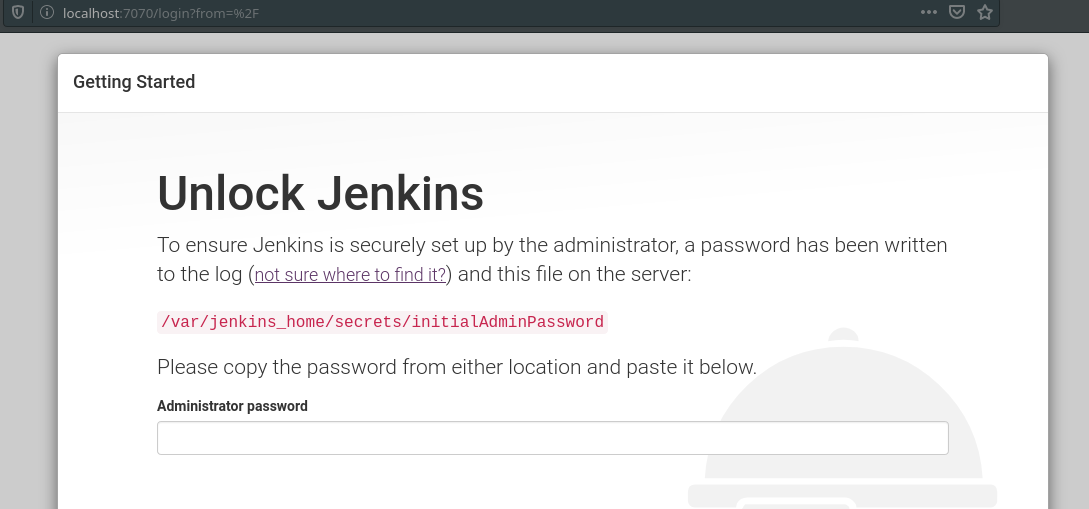 localhost:7070/login?from=%2F
Getting Started
Unlock Jenkins
To ensure Jenkins is securely set up by the administrator, a password has been written
to the log (not sure where to find it?) and this file on the server:
/var/jenkins_home/secrets/initialAdminPassword
Please copy the password from either location and paste it below.
Administrator password